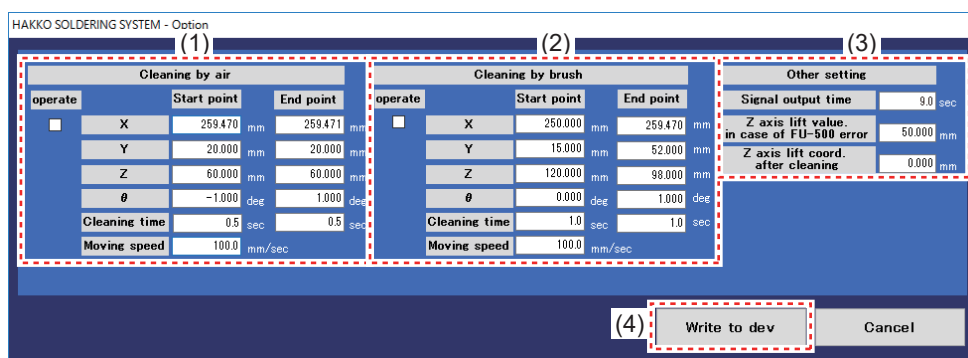 HAKKO SOLDERING SYSTEM - Option
(1) (2) (3)
Cleaning by air
operate Start point End point
X 259.470 mm 259.471 mm
Y 20.000 mm 20.000 mm
Z 60.000 mm 60.000 mm
θ -1.000 deg 1.000 deg
Cleaning time 0.5 sec 0.5 sec
Moving speed 100.0 mm/sec
Cleaning by brush
operate Start point End point
X 250.000 mm 259.470 mm
Y 15.000 mm 52.000 mm
Z 120.000 mm 98.000 mm
θ 0.000 deg 1.000 deg
Cleaning time 1.0 sec 1.0 sec
Moving speed 100.0 mm/sec
Other setting
Signal output time 9.0 sec
Z axis lift value.
in case of FU-500 error 50.000 mm
Z axis lift coord.
after cleaning 0.000 mm
(4) Write to dev Cancel